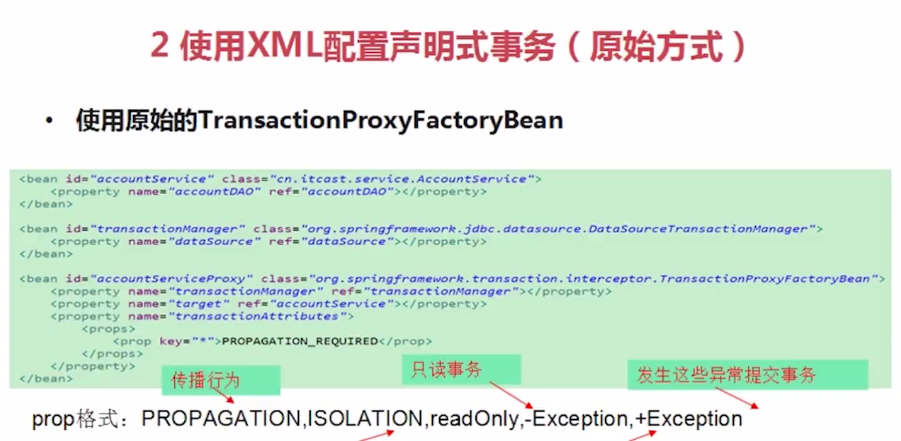 2 使用XML配置声明式事务（原始方式）
• 使用原始的TransactionProxyFactoryBean
<bean id="accountService" class="cn.itcast.service.AccountService">
<property name="accountDAO" ref="accountDAO"></property>
</bean>
<bean id="transactionManager" class="org.springframework.jdbc.datasource.DataSourceTransactionManager">
<property name="dataSource" ref="dataSource"></property>
</bean>
<bean id="accountServiceProxy" class="org.springframework.transaction.interceptor.TransactionProxyFactoryBean">
<property name="transactionManager" ref="transactionManager"></property>
<property name="target" ref="accountService"></property>
<property name="transactionAttributes">
<props>
<prop key="*">PROPAGATION_REQUIRED</prop>
</props>
</property>
</bean>
传播行为
只读事务
发生这些异常提交事务
prop格式：PROPAGATION,ISOLATION,readOnly,-Exception,+Exception